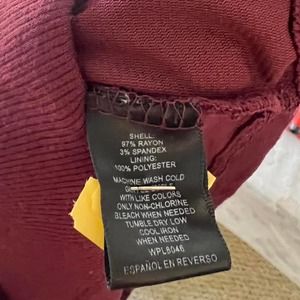 SHELL:
97% RAYON
3% SPANDEX
LINING:
100% POLYESTER
MACHINE WASH COLD
WITH LIKE COLORS
ONLY NON-CHLORINE
BLEACH WHEN NEEDED
TUMBLE DRY LOW
COOL IRON
WHEN NEEDED
WPL8046
ESPAÑOL EN REVERSO